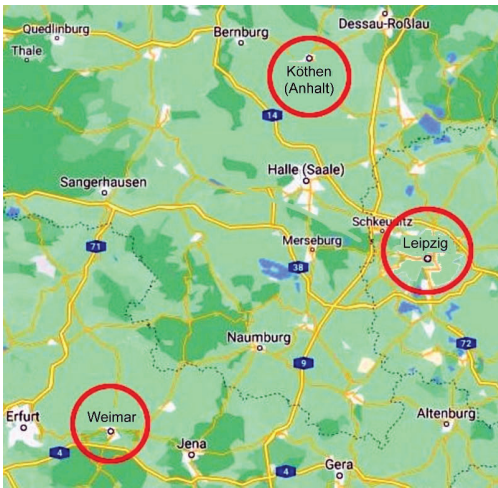 Quedlinburg
Bernburg
Dessau-Roßlau
Thale
Köthen
(Anhalt)
14
Halle (Saale)
Sangerhausen
Schkeuditz
Leipzig
71
Merseburg
38
Naumburg
72
9
Erfurt
Weimar
Altenburg
Jena
4
4
Gera